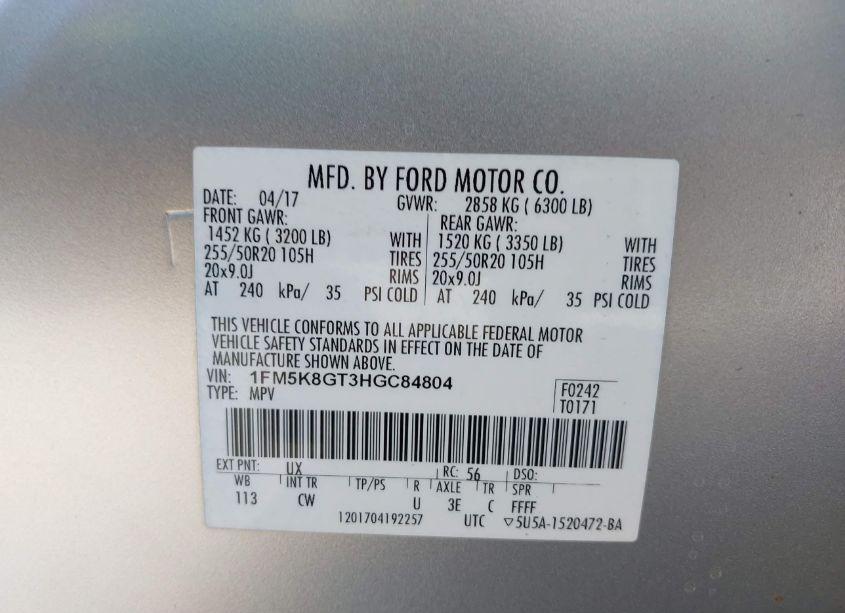 MFD. BY FORD MOTOR CO.
DATE: 04/17 GVWR: 2858 KG ( 6300 LB)
FRONT GAWR: REAR GAWR:
1452 KG ( 3200 LB) WITH 1520 KG ( 3350 LB) WITH
255/50R20 105H TIRES 255/50R20 105H TIRES
20x9.0J RIMS 20x9.0J RIMS
AT 240 kPa/ 35 PSI COLD AT 240 kPa/ 35 PSI COLD
THIS VEHICLE CONFORMS TO ALL APPLICABLE FEDERAL MOTOR
VEHICLE SAFETY STANDARDS IN EFFECT ON THE DATE OF
MANUFACTURE SHOWN ABOVE.
VIN: 1FM5K8GT3HGC84804 F0242
TYPE: MPV T0171
EXT PNT: UX RC: 56 DSO:
WB INT TR TP/PS R AXLE TR SPR
113 CW U 3E C FFFF
1201704192257 UTC ▽5U5A-1520472-BA